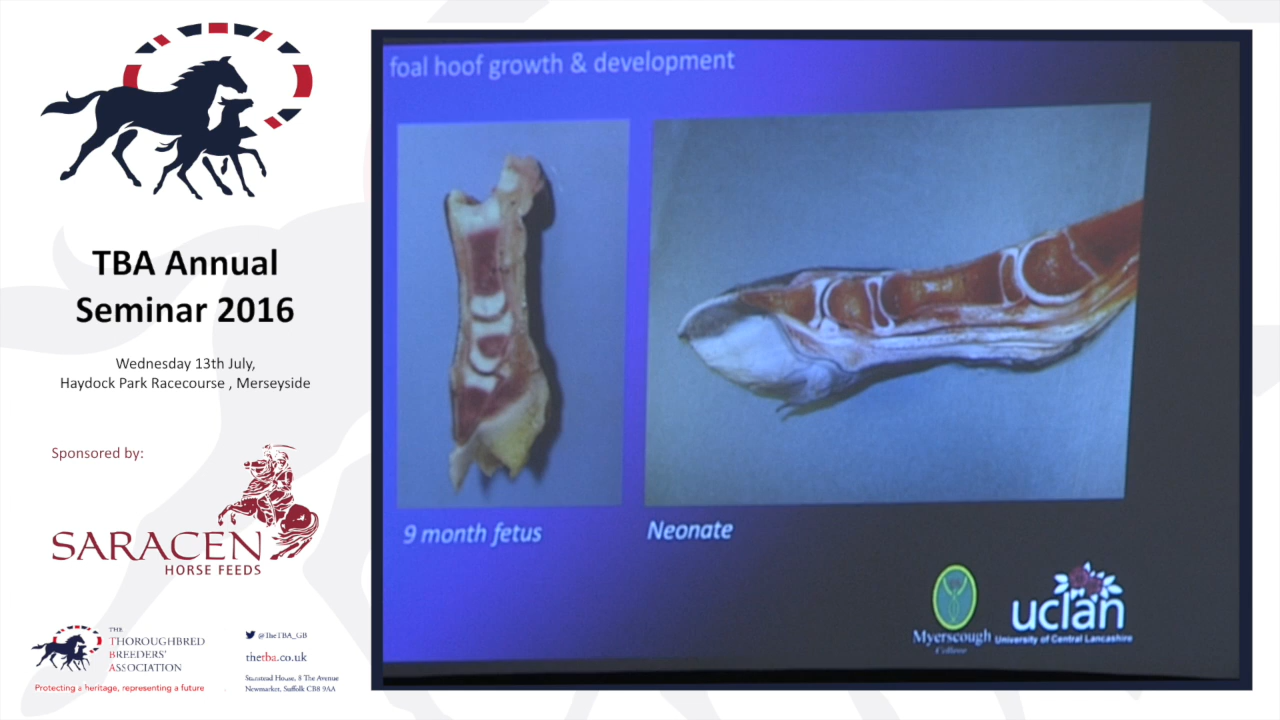 TBA Annual
Seminar 2016
Wednesday 13th July,
Haydock Park Racecourse , Merseyside
Sponsored by:
SARACEN
HORSE FEEDS
THE
THOROUGHBRED
BREEDERS'
ASSOCIATION
Protecting a heritage, representing a future
@TheTBA_GB
thetba.co.uk
Stanstead House, 8 The Avenue
Newmarket, Suffolk CB8 9AA
foal hoof growth & development
9 month fetus
Neonate
Myerscough
College
uclan
University of Central Lancashire